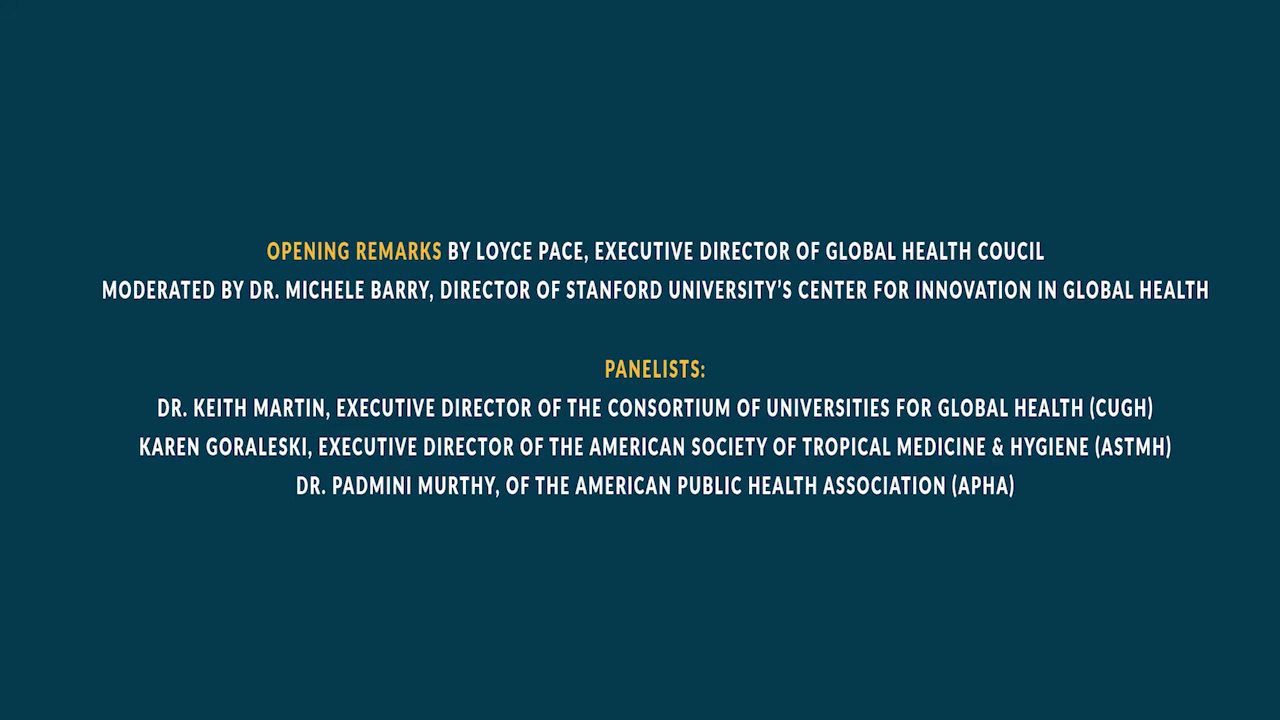 OPENING REMARKS BY LOYCE PACE, EXECUTIVE DIRECTOR OF GLOBAL HEALTH COUCIL
MODERATED BY DR. MICHELE BARRY, DIRECTOR OF STANFORD UNIVERSITY'S CENTER FOR INNOVATION IN GLOBAL HEALTH
PANELISTS:
DR. KEITH MARTIN, EXECUTIVE DIRECTOR OF THE CONSORTIUM OF UNIVERSITIES FOR GLOBAL HEALTH (CUGH)
KAREN GORALESKI, EXECUTIVE DIRECTOR OF THE AMERICAN SOCIETY OF TROPICAL MEDICINE & HYGIENE (ASTMH)
DR. PADMINI MURTHY, OF THE AMERICAN PUBLIC HEALTH ASSOCIATION (APHA)